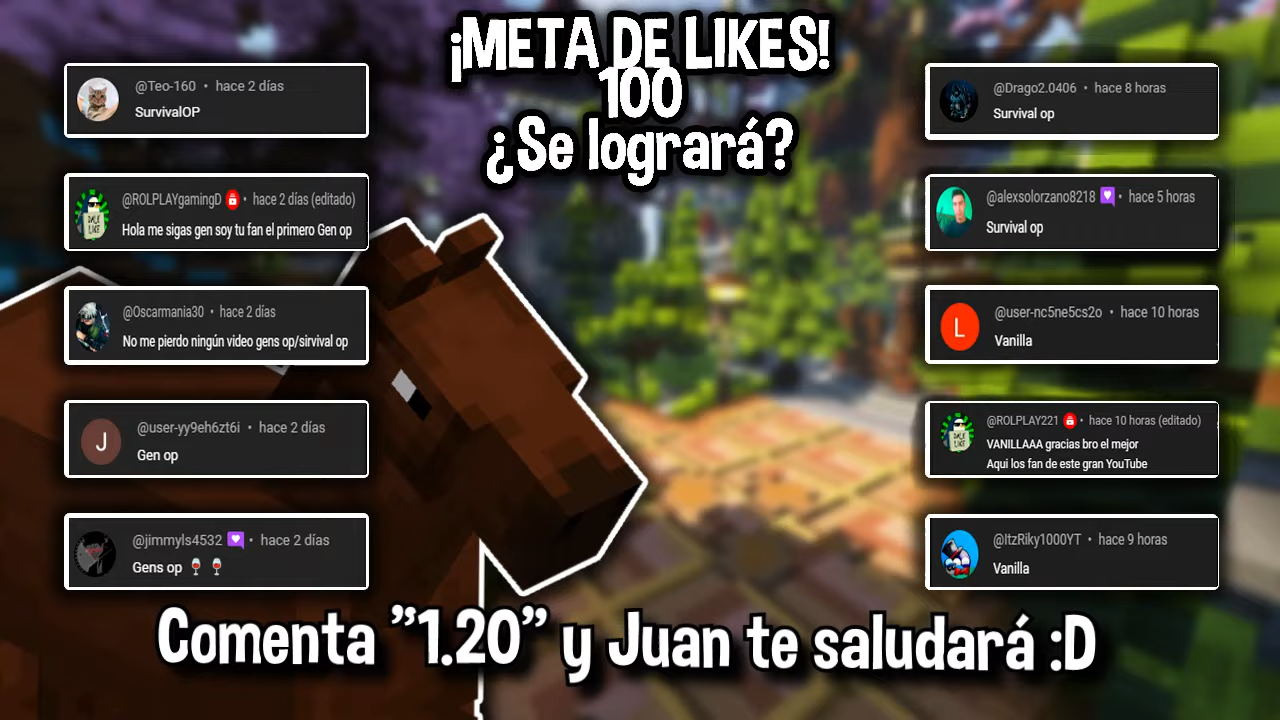 ¡META DE LIKES!
100
¿Se logrará?
@Teo-160 • hace 2 días
SurvivalOP
@ROLPLAYgamingD • hace 2 días (editado)
Hola me sigas gen soy tu fan el primero Gen op
@Oscarmania30 • hace 2 días
No me pierdo ningún video gens op/sirvival op
J
@user-yy9eh6zt6i • hace 2 días
Gen op
@jimmyls4532 • hace 2 días
Gens op 🍷 🍷
@Drago2.0406 • hace 8 horas
Survival op
@alexsolorzano8218 • hace 5 horas
Survival op
L
@user-nc5ne5cs2o • hace 10 horas
Vanilla
@ROLPLAY221 • hace 10 horas (editado)
VANILLAAA gracias bro el mejor
Aqui los fan de este gran YouTube
@ItzRiky1000YT • hace 9 horas
Vanilla
Comenta "1.20" y Juan te saludará :D